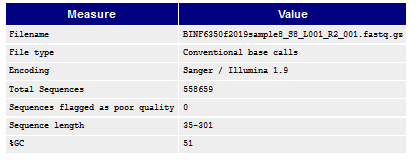 Measure Value
Filename BINF6350f2019sample8_S8_L001_R2_001.fastq.gz
File type Conventional base calls
Encoding Sanger / Illumina 1.9
Total Sequences 558659
Sequences flagged as poor quality 0
Sequence length 35-301
%GC 51